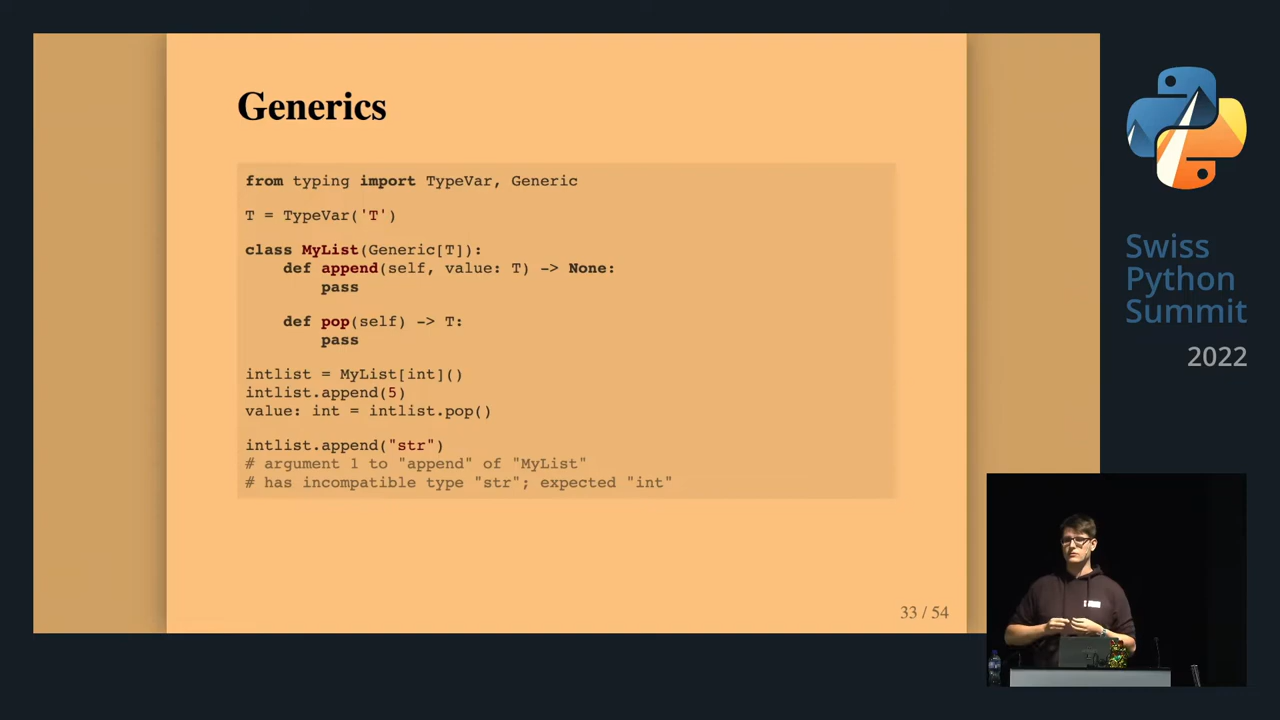 Generics
from typing import TypeVar, Generic
T = TypeVar('T')
class MyList(Generic[T]):
    def append(self, value: T) -> None:
        pass
    def pop(self) -> T:
        pass
intlist = MyList[int]()
intlist.append(5)
value: int = intlist.pop()
intlist.append("str")
# argument 1 to "append" of "MyList"
# has incompatible type "str"; expected "int"
33 / 54
Swiss
Python
Summit
2022